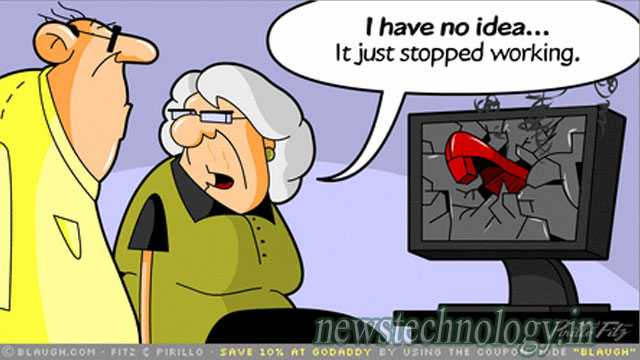 I have no idea...
It just stopped working.
newstechnology.in
© BLAUGH.COM · FITZ & PIRILLO · SAVE 10% AT GODADDY BY USING THE COUPO "BLAUGH